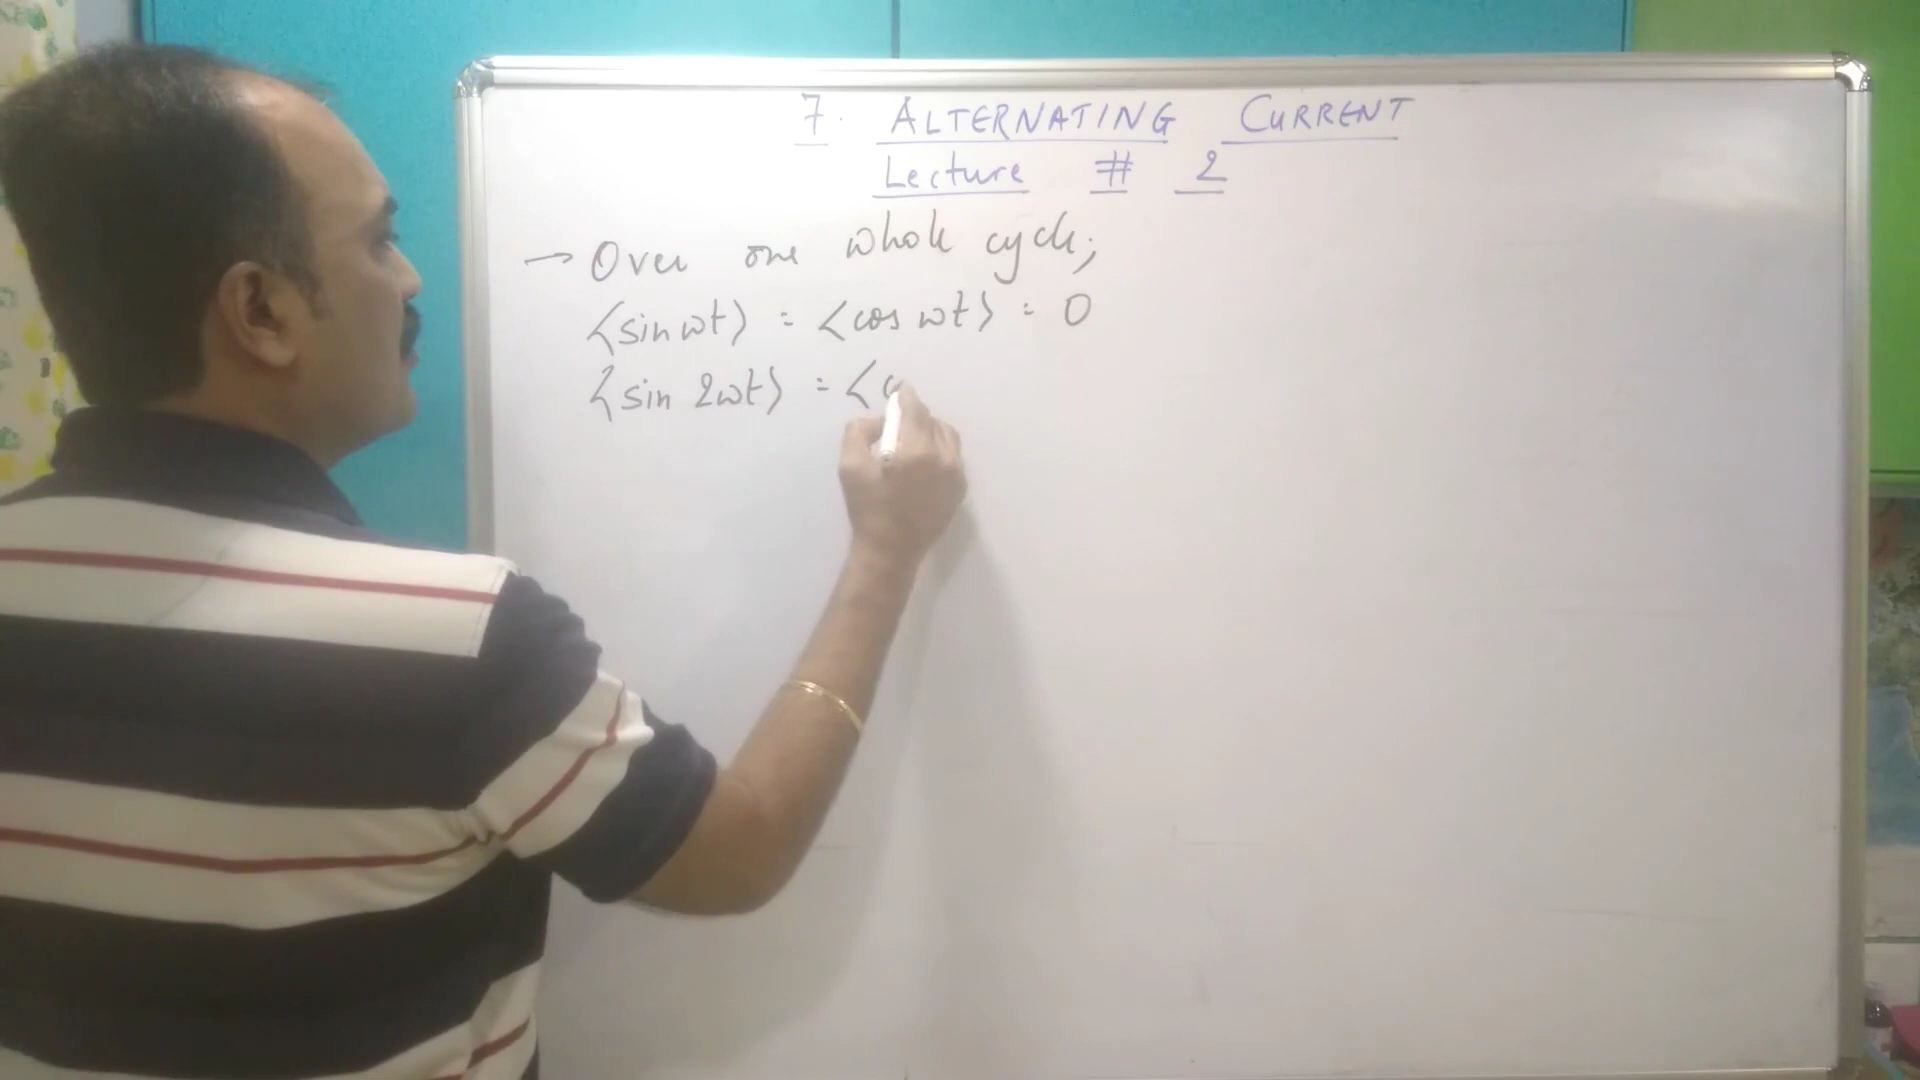 7. ALTERNATING CURRENT
Lecture # 2
→ Over one whole cycle;
⟨sin ωt⟩ = ⟨cos ωt⟩ = 0
⟨sin 2ωt⟩ = ⟨c